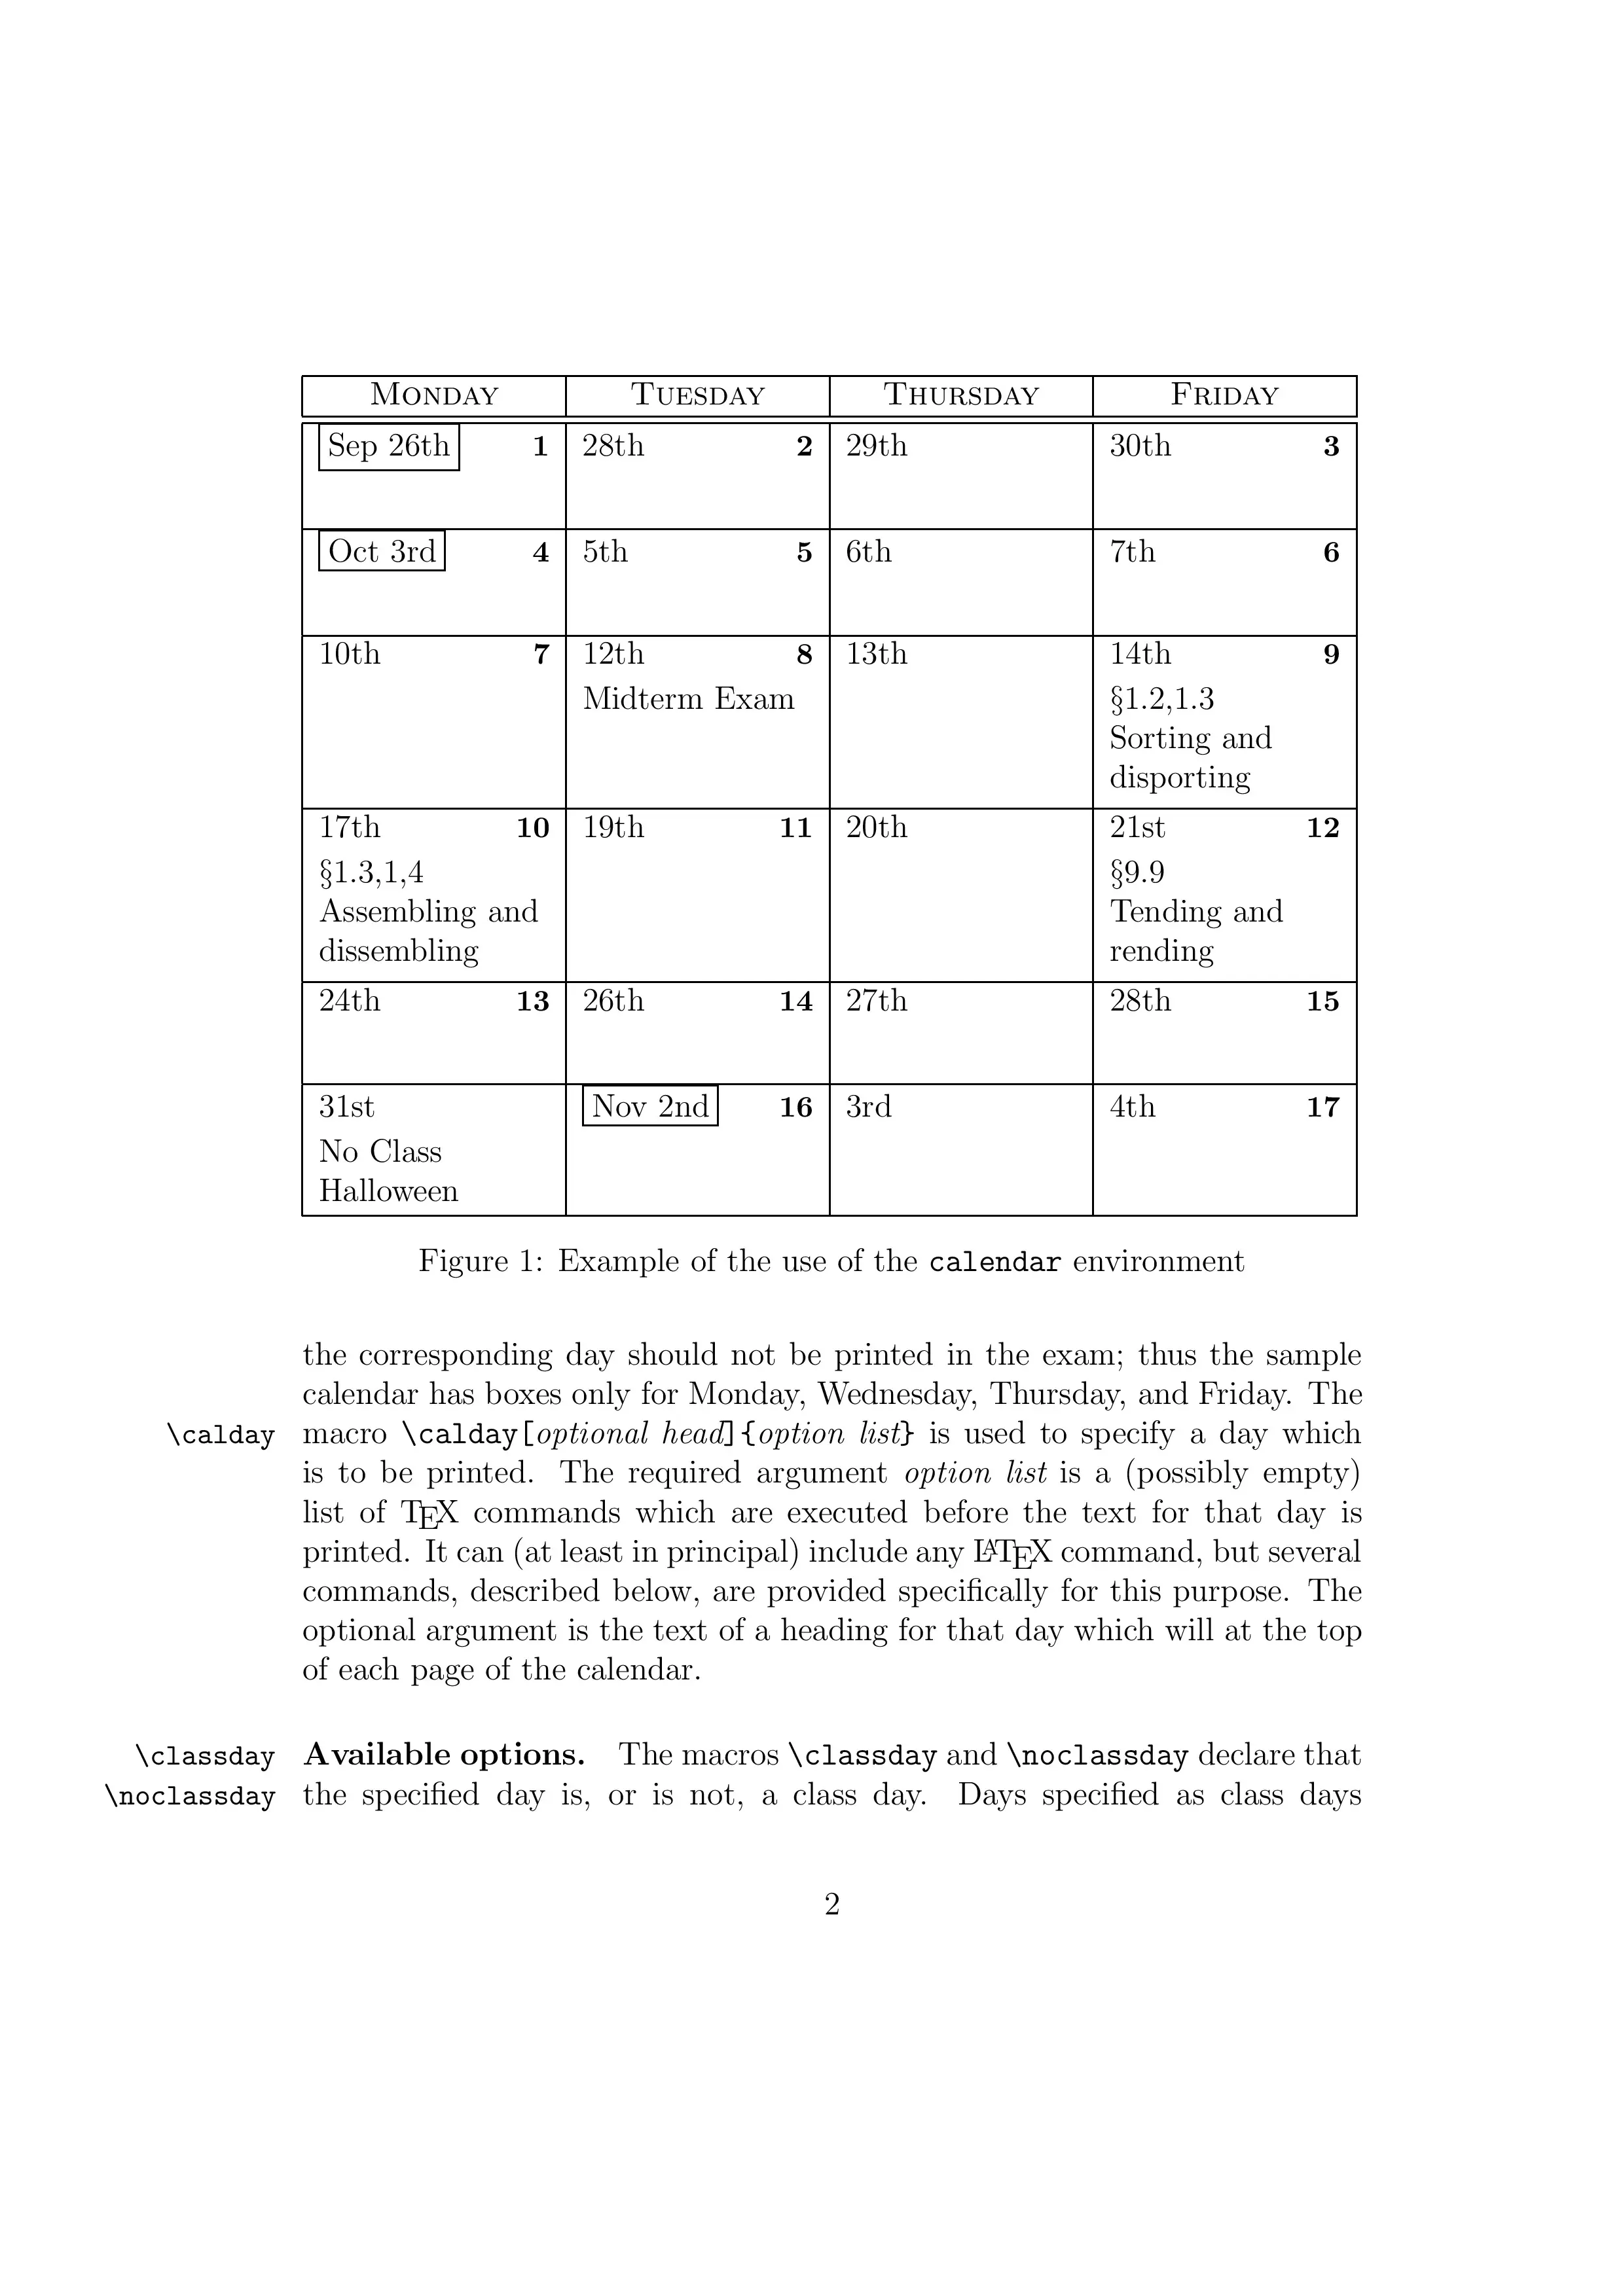 MONDAY TUESDAY THURSDAY FRIDAY
Sep 26th 1 28th 2 29th 30th 3
Oct 3rd 4 5th 5 6th 7th 6
10th 7 12th 8 13th 14th 9
Midterm Exam §1.2,1.3
Sorting and
disporting
17th 10 19th 11 20th 21st 12
§1.3,1,4 §9.9
Assembling and Tending and
dissembling rending
24th 13 26th 14 27th 28th 15
31st Nov 2nd 16 3rd 4th 17
No Class
Halloween
Figure 1: Example of the use of the calendar environment
the corresponding day should not be printed in the exam; thus the sample
calendar has boxes only for Monday, Wednesday, Thursday, and Friday. The
\calday macro \calday[optional head]{option list} is used to specify a day which
is to be printed. The required argument option list is a (possibly empty)
list of TEX commands which are executed before the text for that day is
printed. It can (at least in principal) include any LATEX command, but several
commands, described below, are provided specifically for this purpose. The
optional argument is the text of a heading for that day which will at the top
of each page of the calendar.
\classday Available options. The macros \classday and \noclassday declare that
\noclassday the specified day is, or is not, a class day. Days specified as class days
2